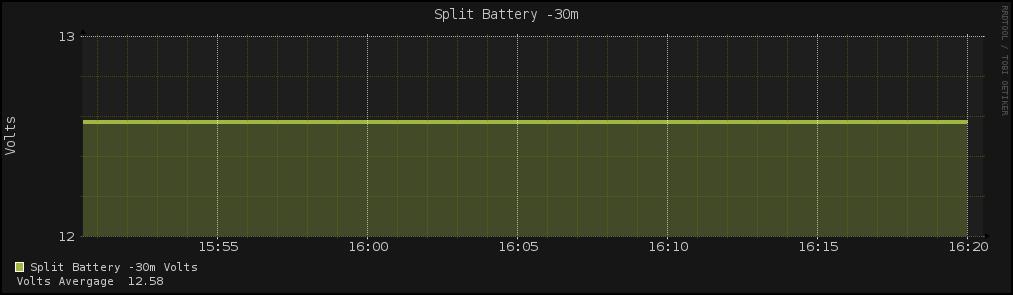 Split Battery -30m
RRDTOOL / TOBI OETIKER
13
Volts
12
15:55 16:00 16:05 16:10 16:15 16:20
Split Battery -30m Volts
Volts Avergage 12.58